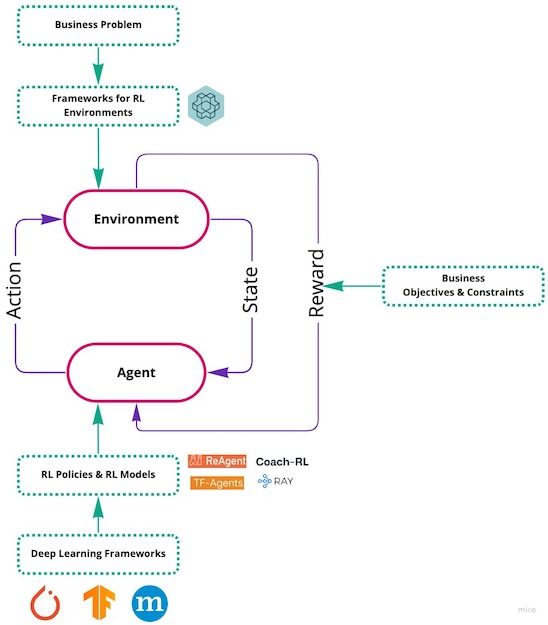 Business Problem
Frameworks for RL
Environments
Environment
Action
State
Reward
Business
Objectives & Constraints
Agent
RL Policies & RL Models
ReAgent
Coach-RL
TF-Agents
RAY
Deep Learning Frameworks
m
miro